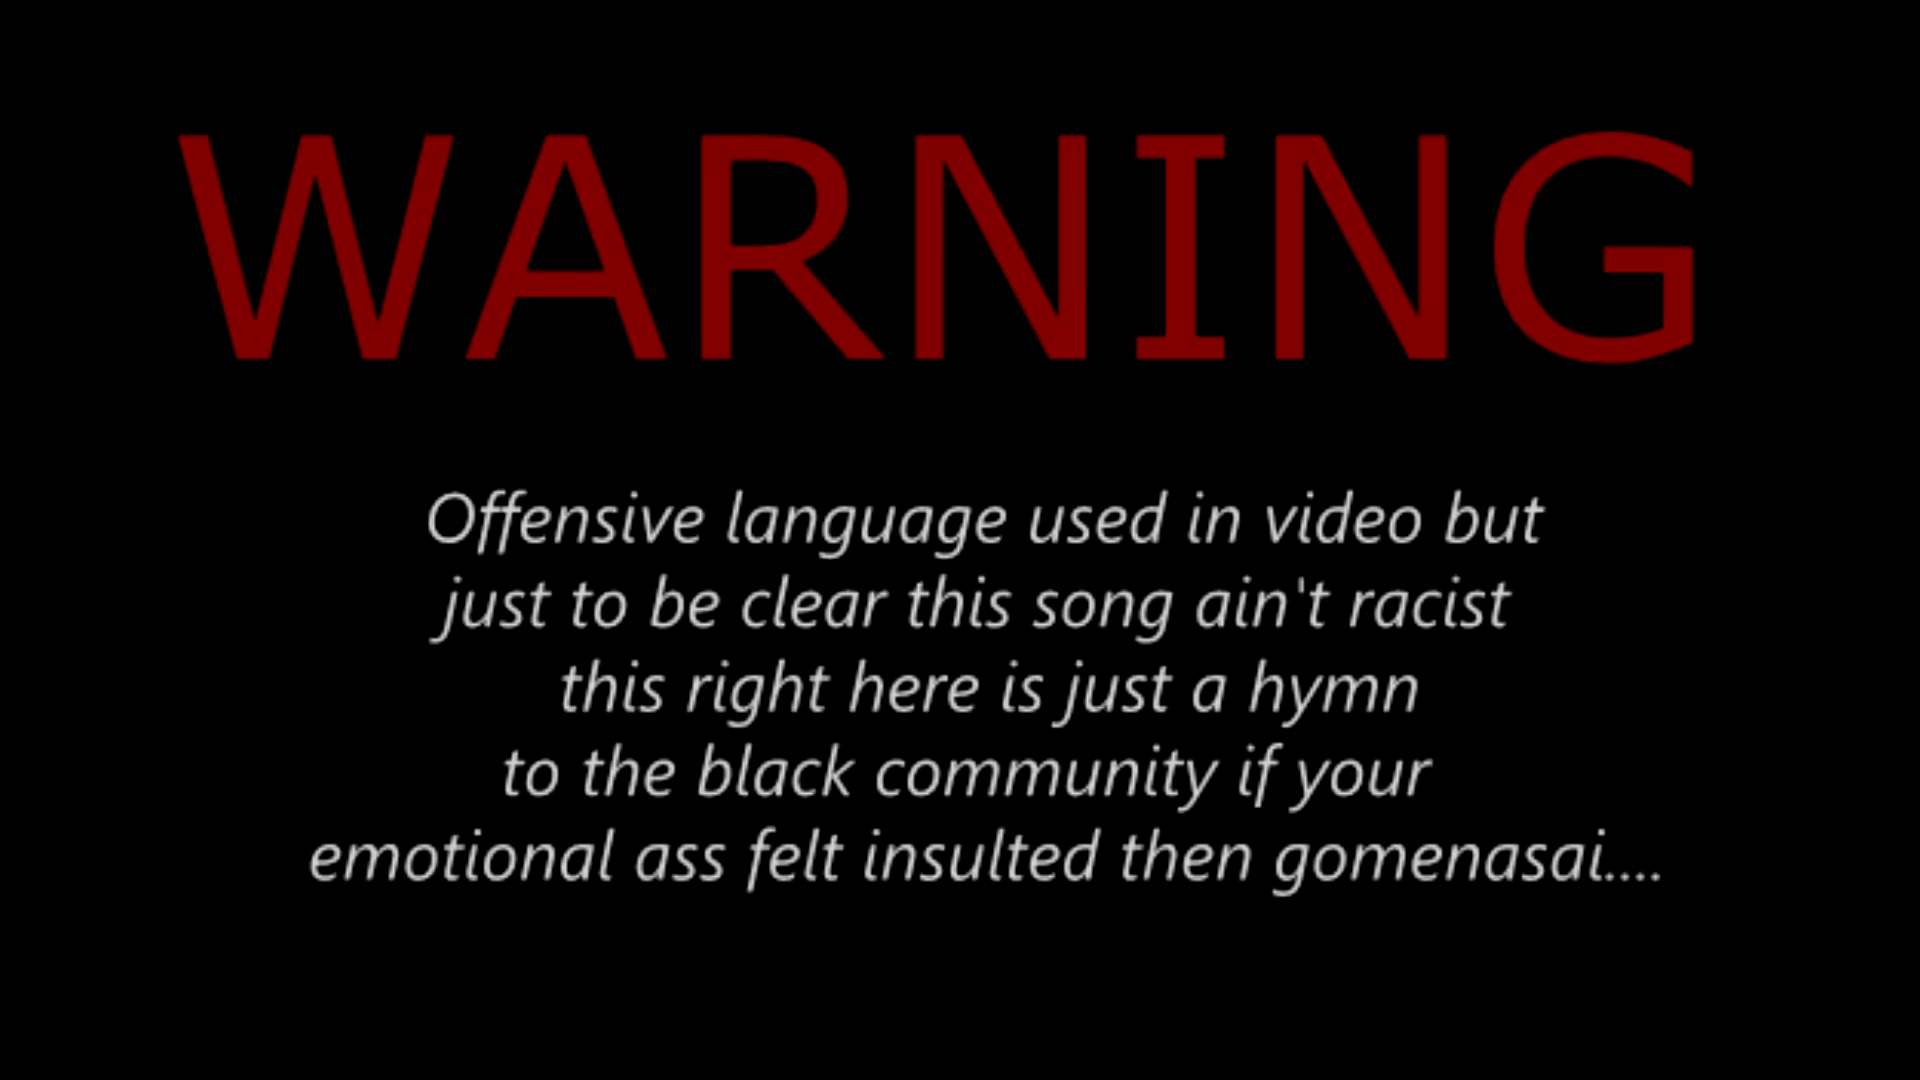 WARNING
Offensive language used in video but
just to be clear this song ain't racist
this right here is just a hymn
to the black community if your
emotional ass felt insulted then gomenasai....